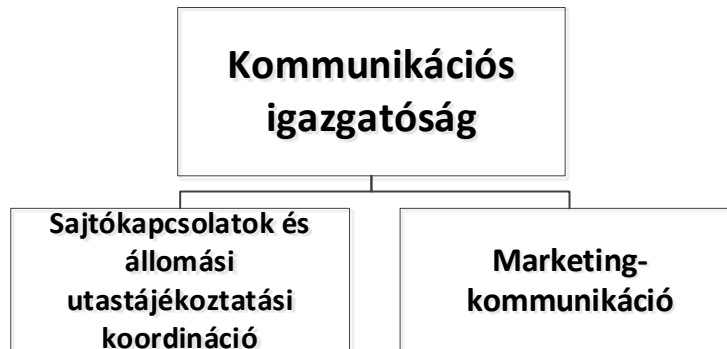 Kommunikációs
igazgatóság
Sajtókapcsolatok és
állomási
utastájékoztatási
koordináció
Marketing-
kommunikáció